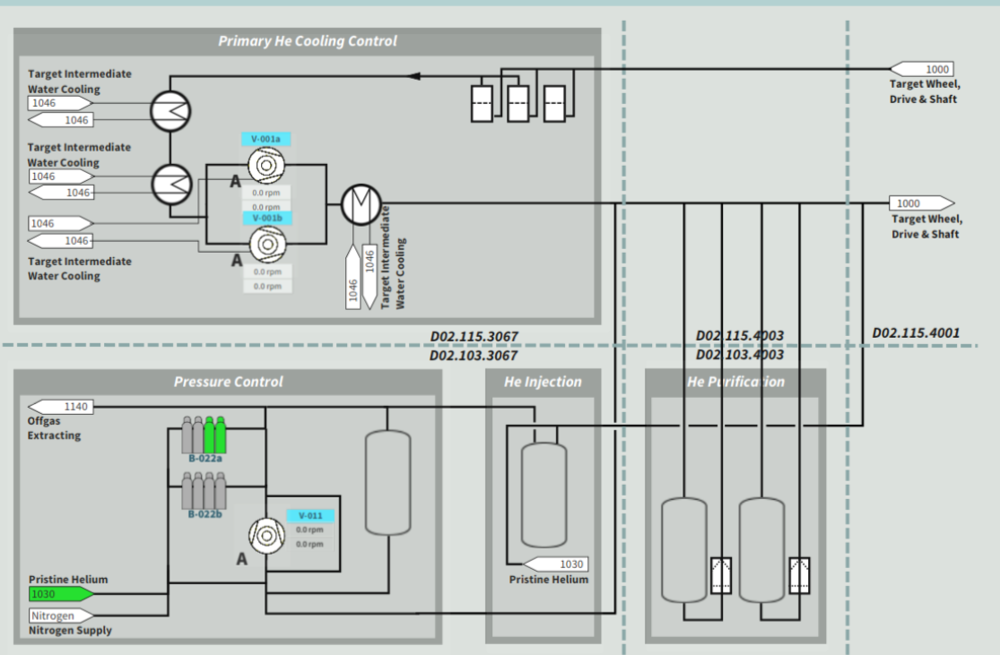 Primary He Cooling Control
Target Intermediate
Water Cooling
1046
1046
Target Intermediate
Water Cooling
1046
1046
1046
1046
Target Intermediate
Water Cooling
V-001a
A
0.0 rpm
0.0 rpm
V-001b
A
0.0 rpm
0.0 rpm
1046
1046
Target Intermediate
Water Cooling
1000
Target Wheel,
Drive & Shaft
1000
Target Wheel,
Drive & Shaft
D02.115.3067
D02.103.3067
D02.115.4003
D02.103.4003
D02.115.4001
Pressure Control
1140
Offgas
Extracting
B-022a
B-022b
V-011
0.0 rpm
0.0 rpm
A
Pristine Helium
1030
Nitrogen
Nitrogen Supply
He Injection
1030
Pristine Helium
He Purification